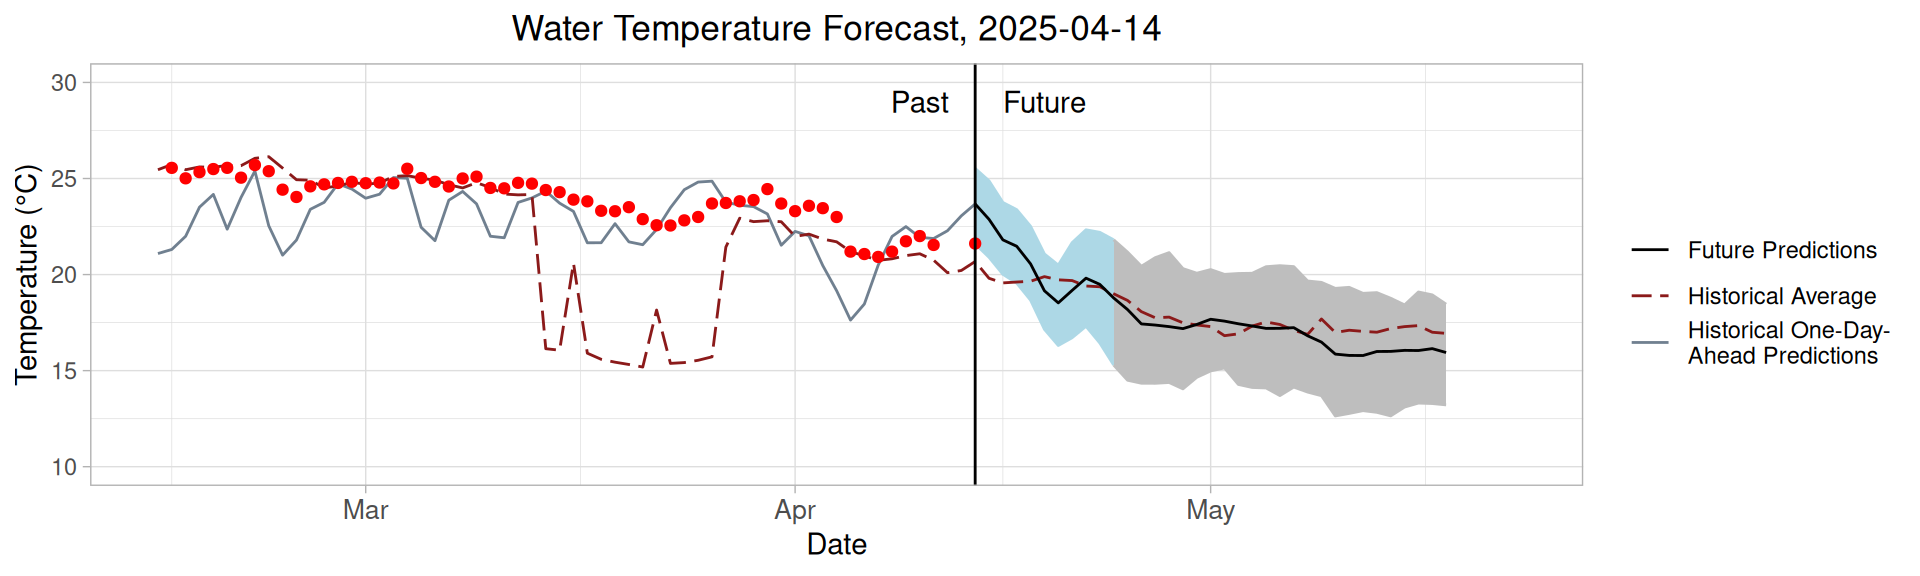 Water Temperature Forecast, 2025-04-14
30
25
20
15
10
Temperature (°C)
Past
Future
Mar
Apr
May
Date
Future Predictions
Historical Average
Historical One-Day-
Ahead Predictions